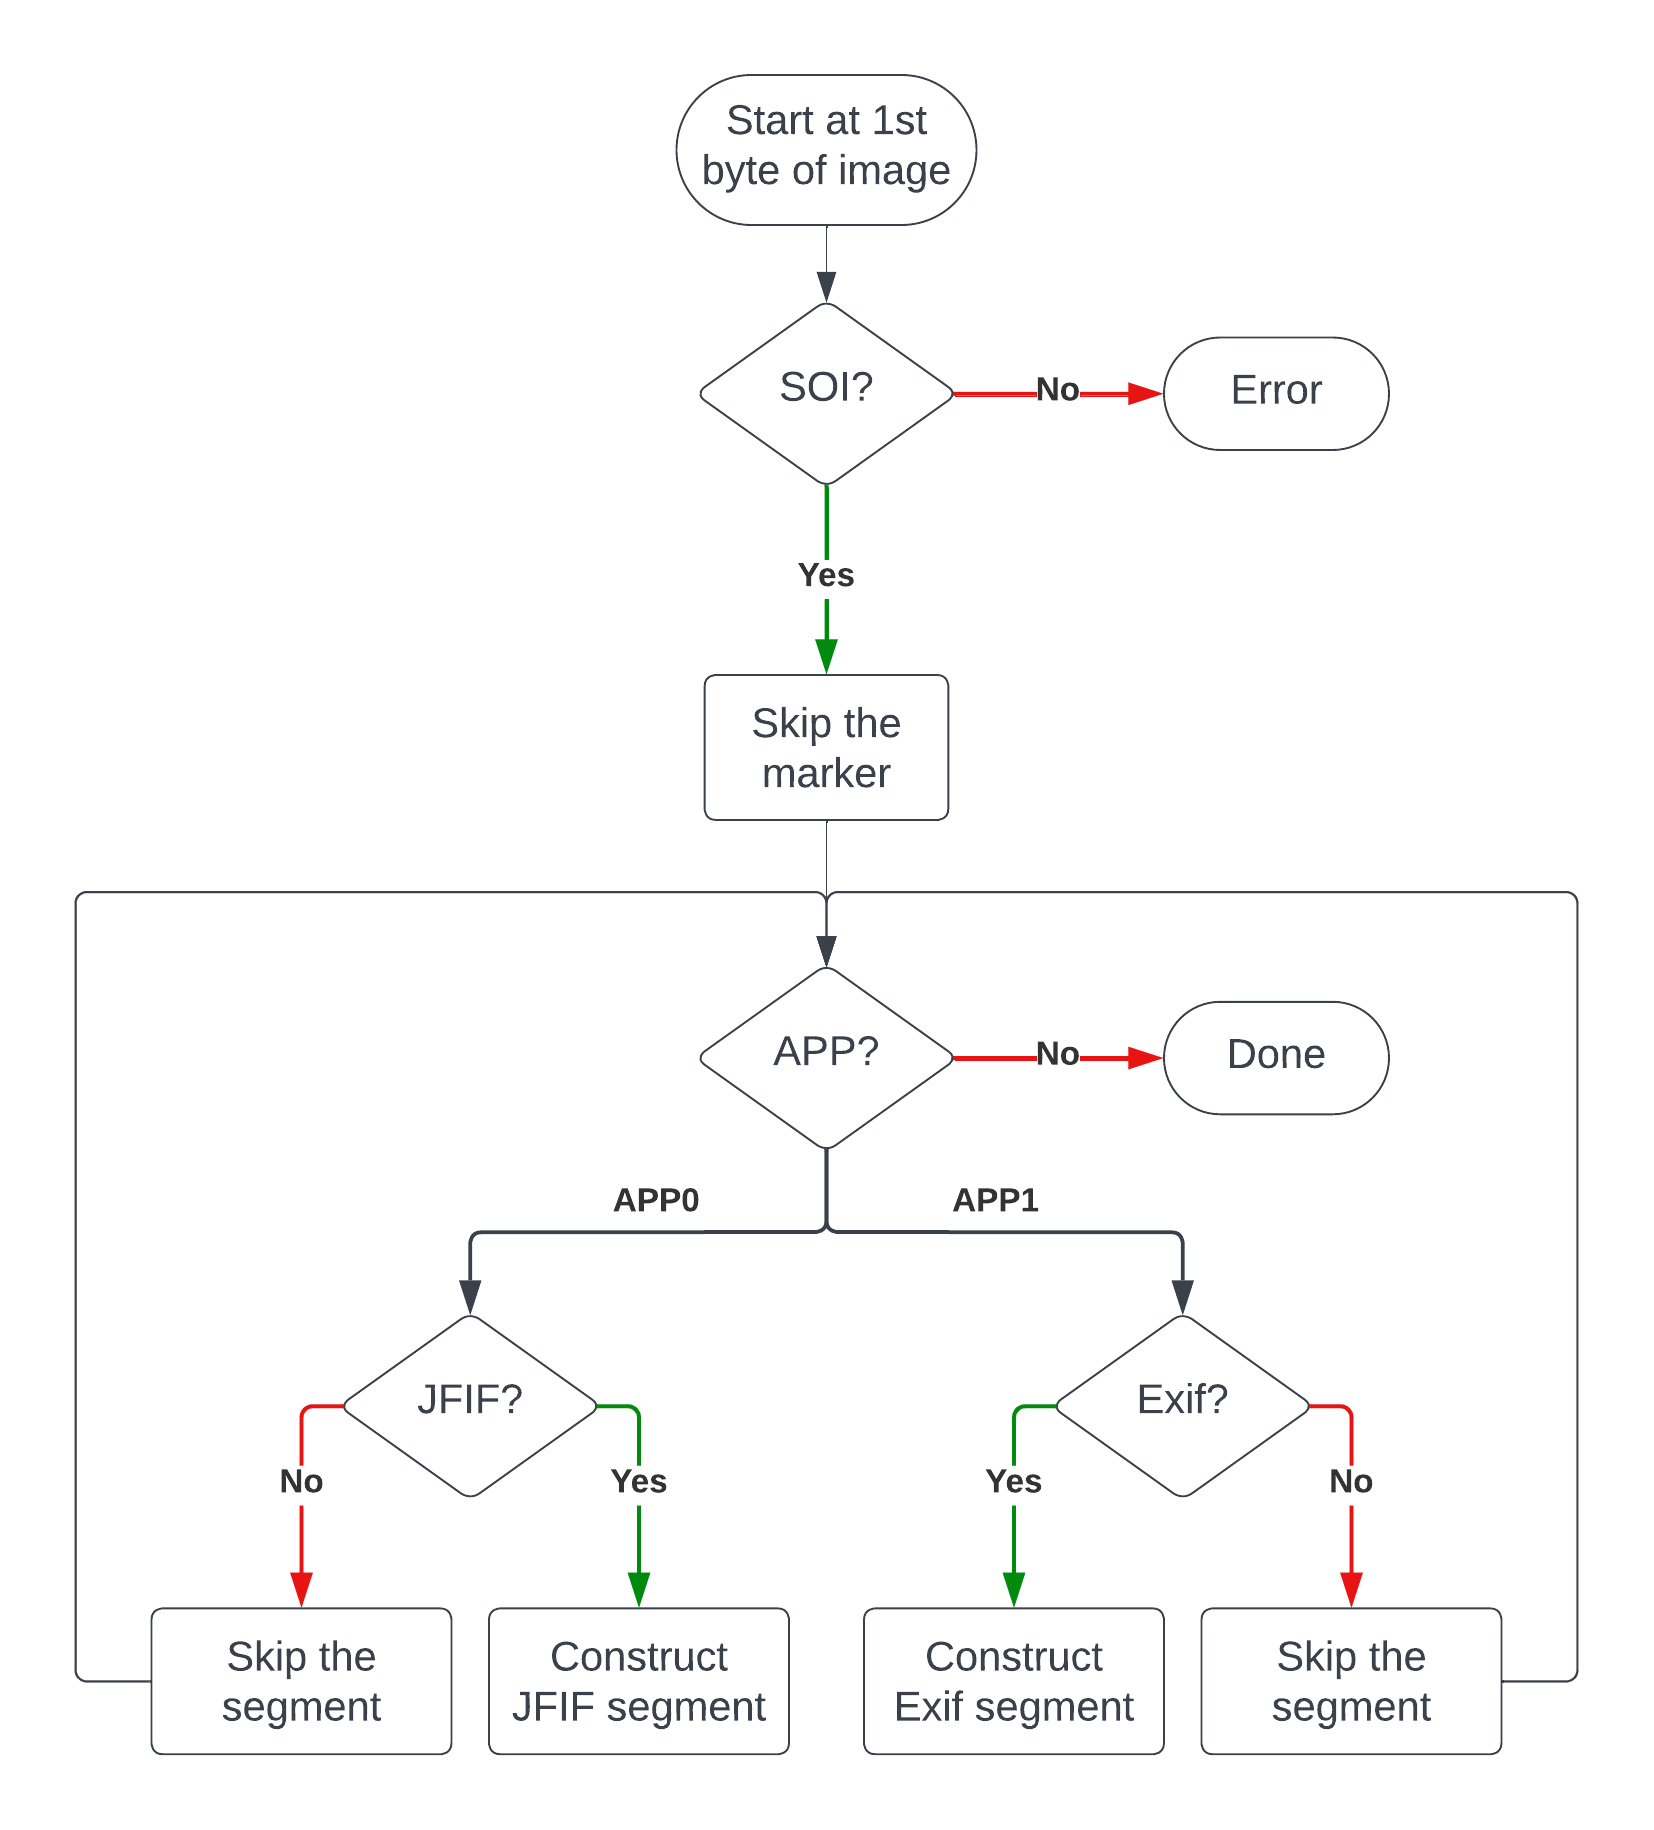 Start at 1st
byte of image
SOI?
No
Error
Yes
Skip the
marker
APP?
No
Done
APP0
APP1
JFIF?
Exif?
No
Yes
Yes
No
Skip the
segment
Construct
JFIF segment
Construct
Exif segment
Skip the
segment